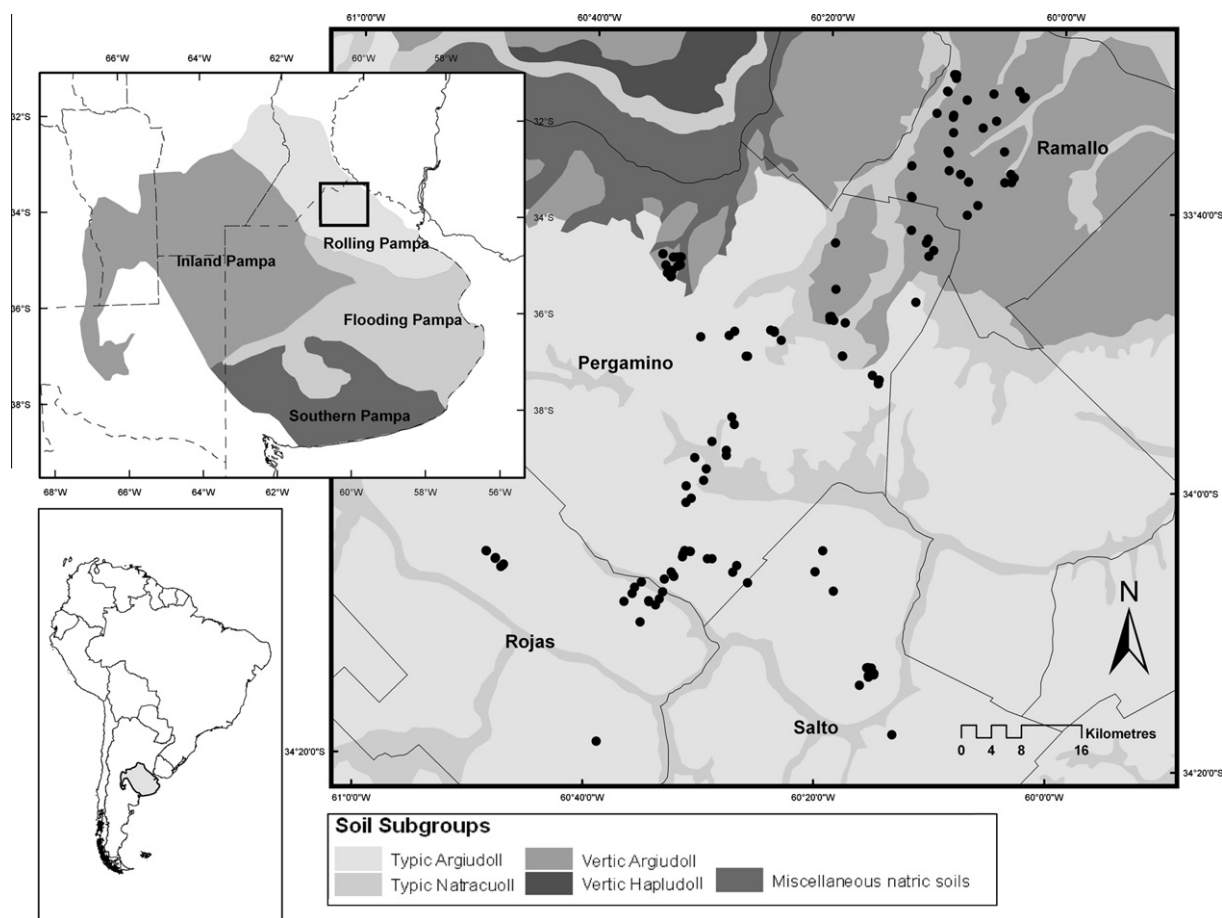 61°0'0"W 60°40'0"W 60°20'0"W 60°0'0"W
66°W 64°W 62°W 60°W 58°W
32°S
34°S
36°S
38°S
32°S
34°S
36°S
38°S
Rolling Pampa
Inland Pampa
Flooding Pampa
Southern Pampa
68°W 66°W 64°W 62°W 60°W 58°W 56°W
Ramallo
33°40'0"S
Pergamino
34°0'0"S
Rojas
N
Salto
Kilometres
0 4 8 16
34°20'0"S
34°20'0"S
61°0'0"W 60°40'0"W 60°20'0"W 60°0'0"W
Soil Subgroups
Typic Argiudoll Vertic Argiudoll
Typic Natracuoll Vertic Hapludoll Miscellaneous natric soils